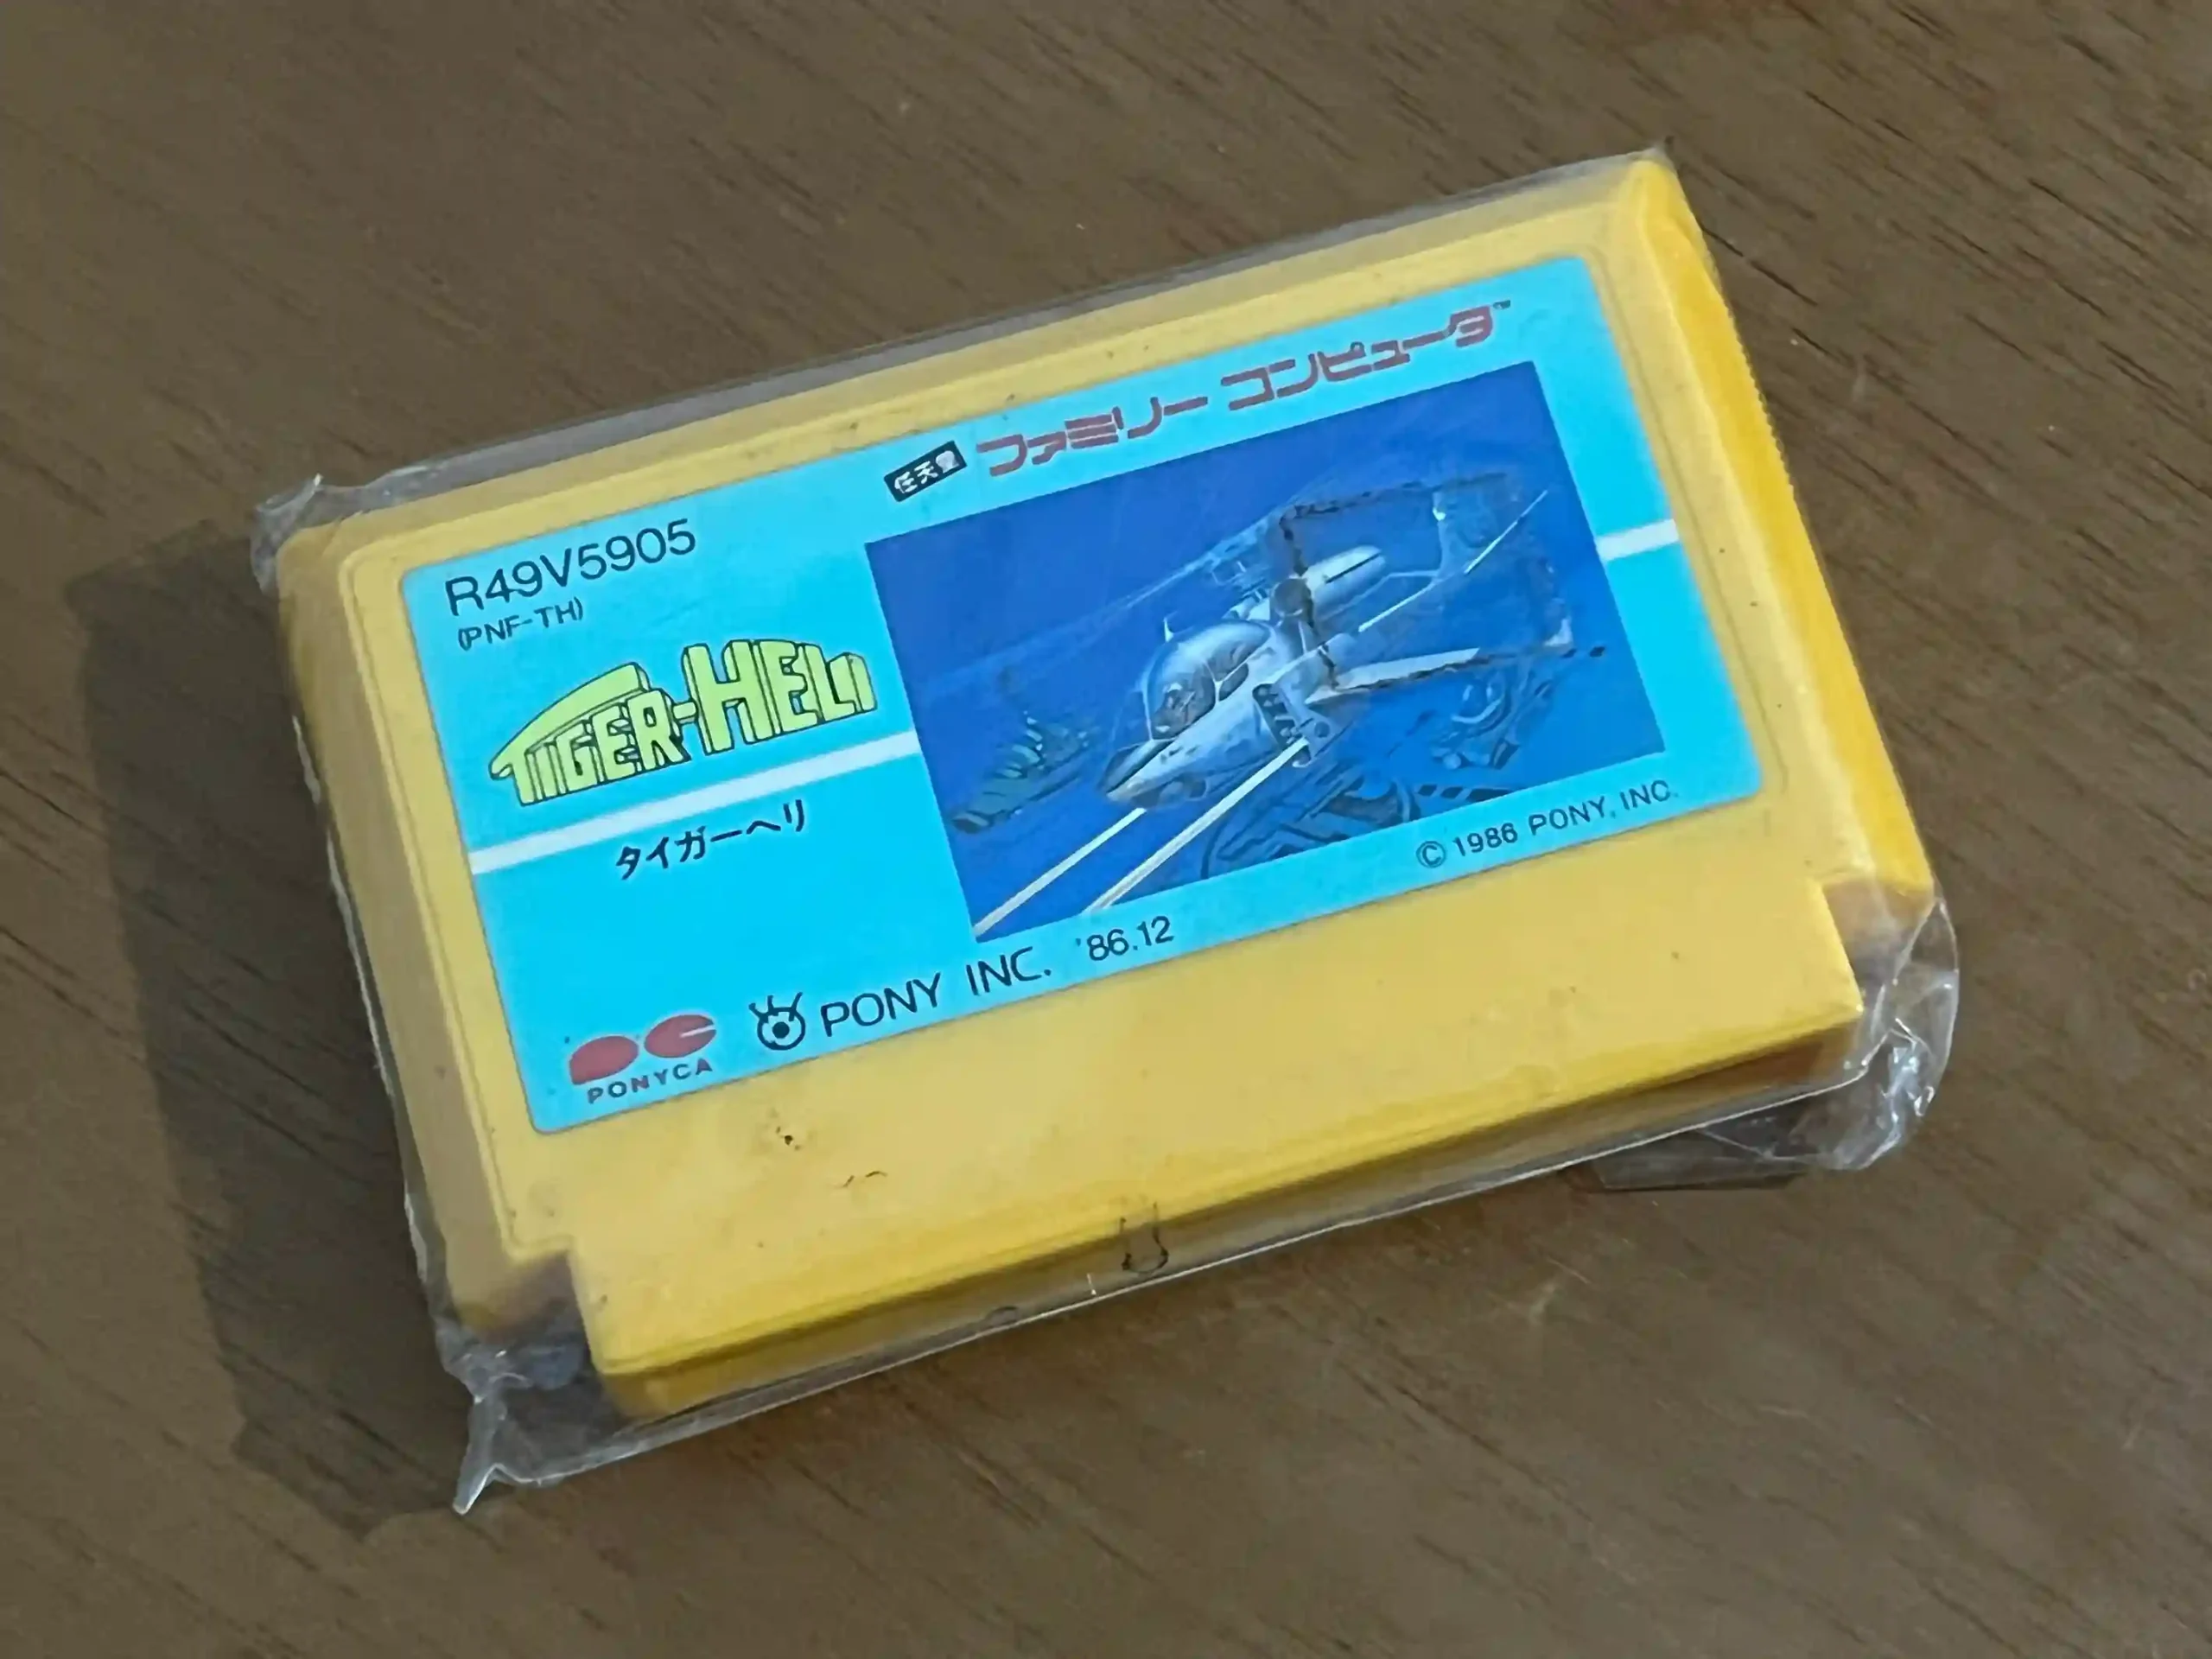 任天堂 ファミリー コンピュータ™
R49V5905
(PNF-TH)
TIGER-HELI
タイガーヘリ
© 1986 PONY, INC.
PONYCA
PONY INC. '86.12